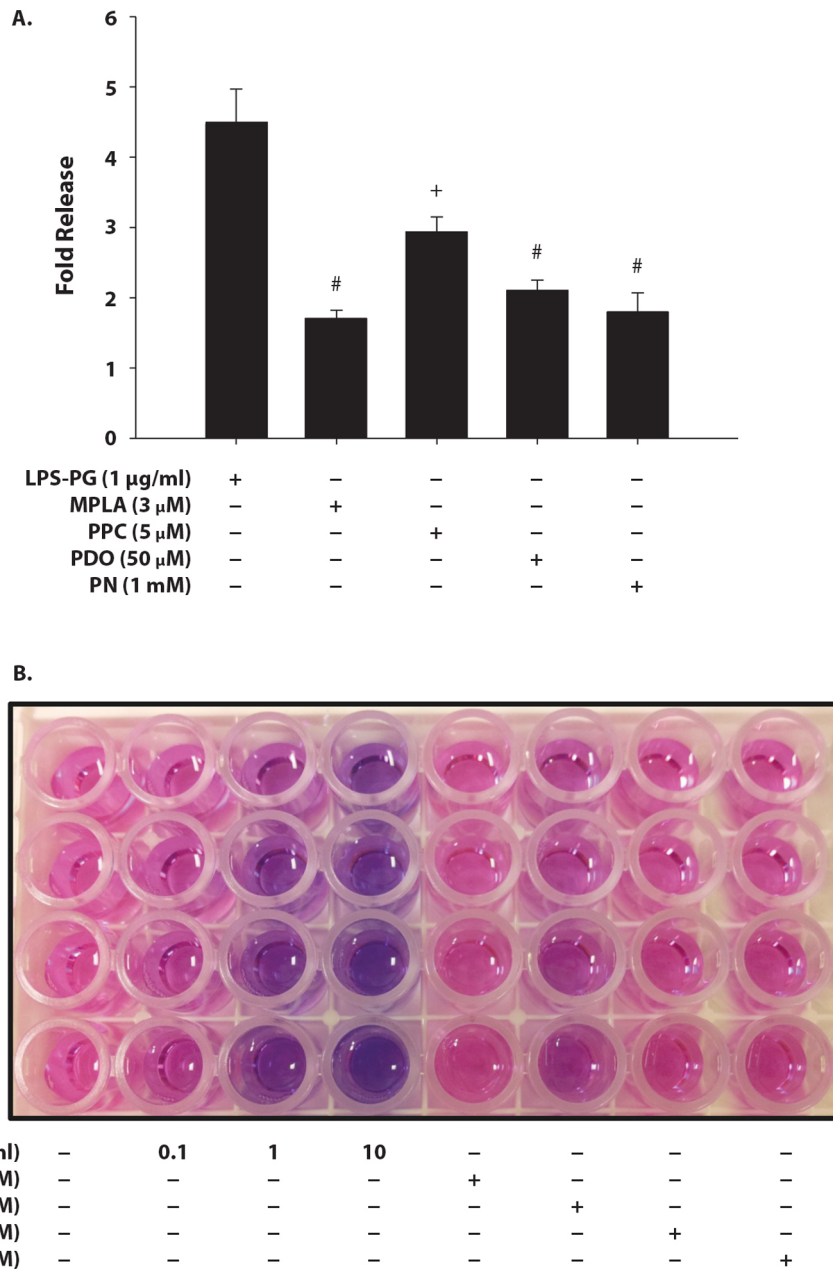 A.
6
5
4
3
2
1
0
Fold Release
#
+
#
#
LPS-PG (1 µg/ml) + – – – –
MPLA (3 µM) – + – – –
PPC (5 µM) – – + – –
PDO (50 µM) – – – + –
PN (1 mM) – – – – +
B.
ml) – 0.1 1 10 – – – –
M) – – – – + – – –
M) – – – – – + – –
M) – – – – – – + –
M) – – – – – – – +